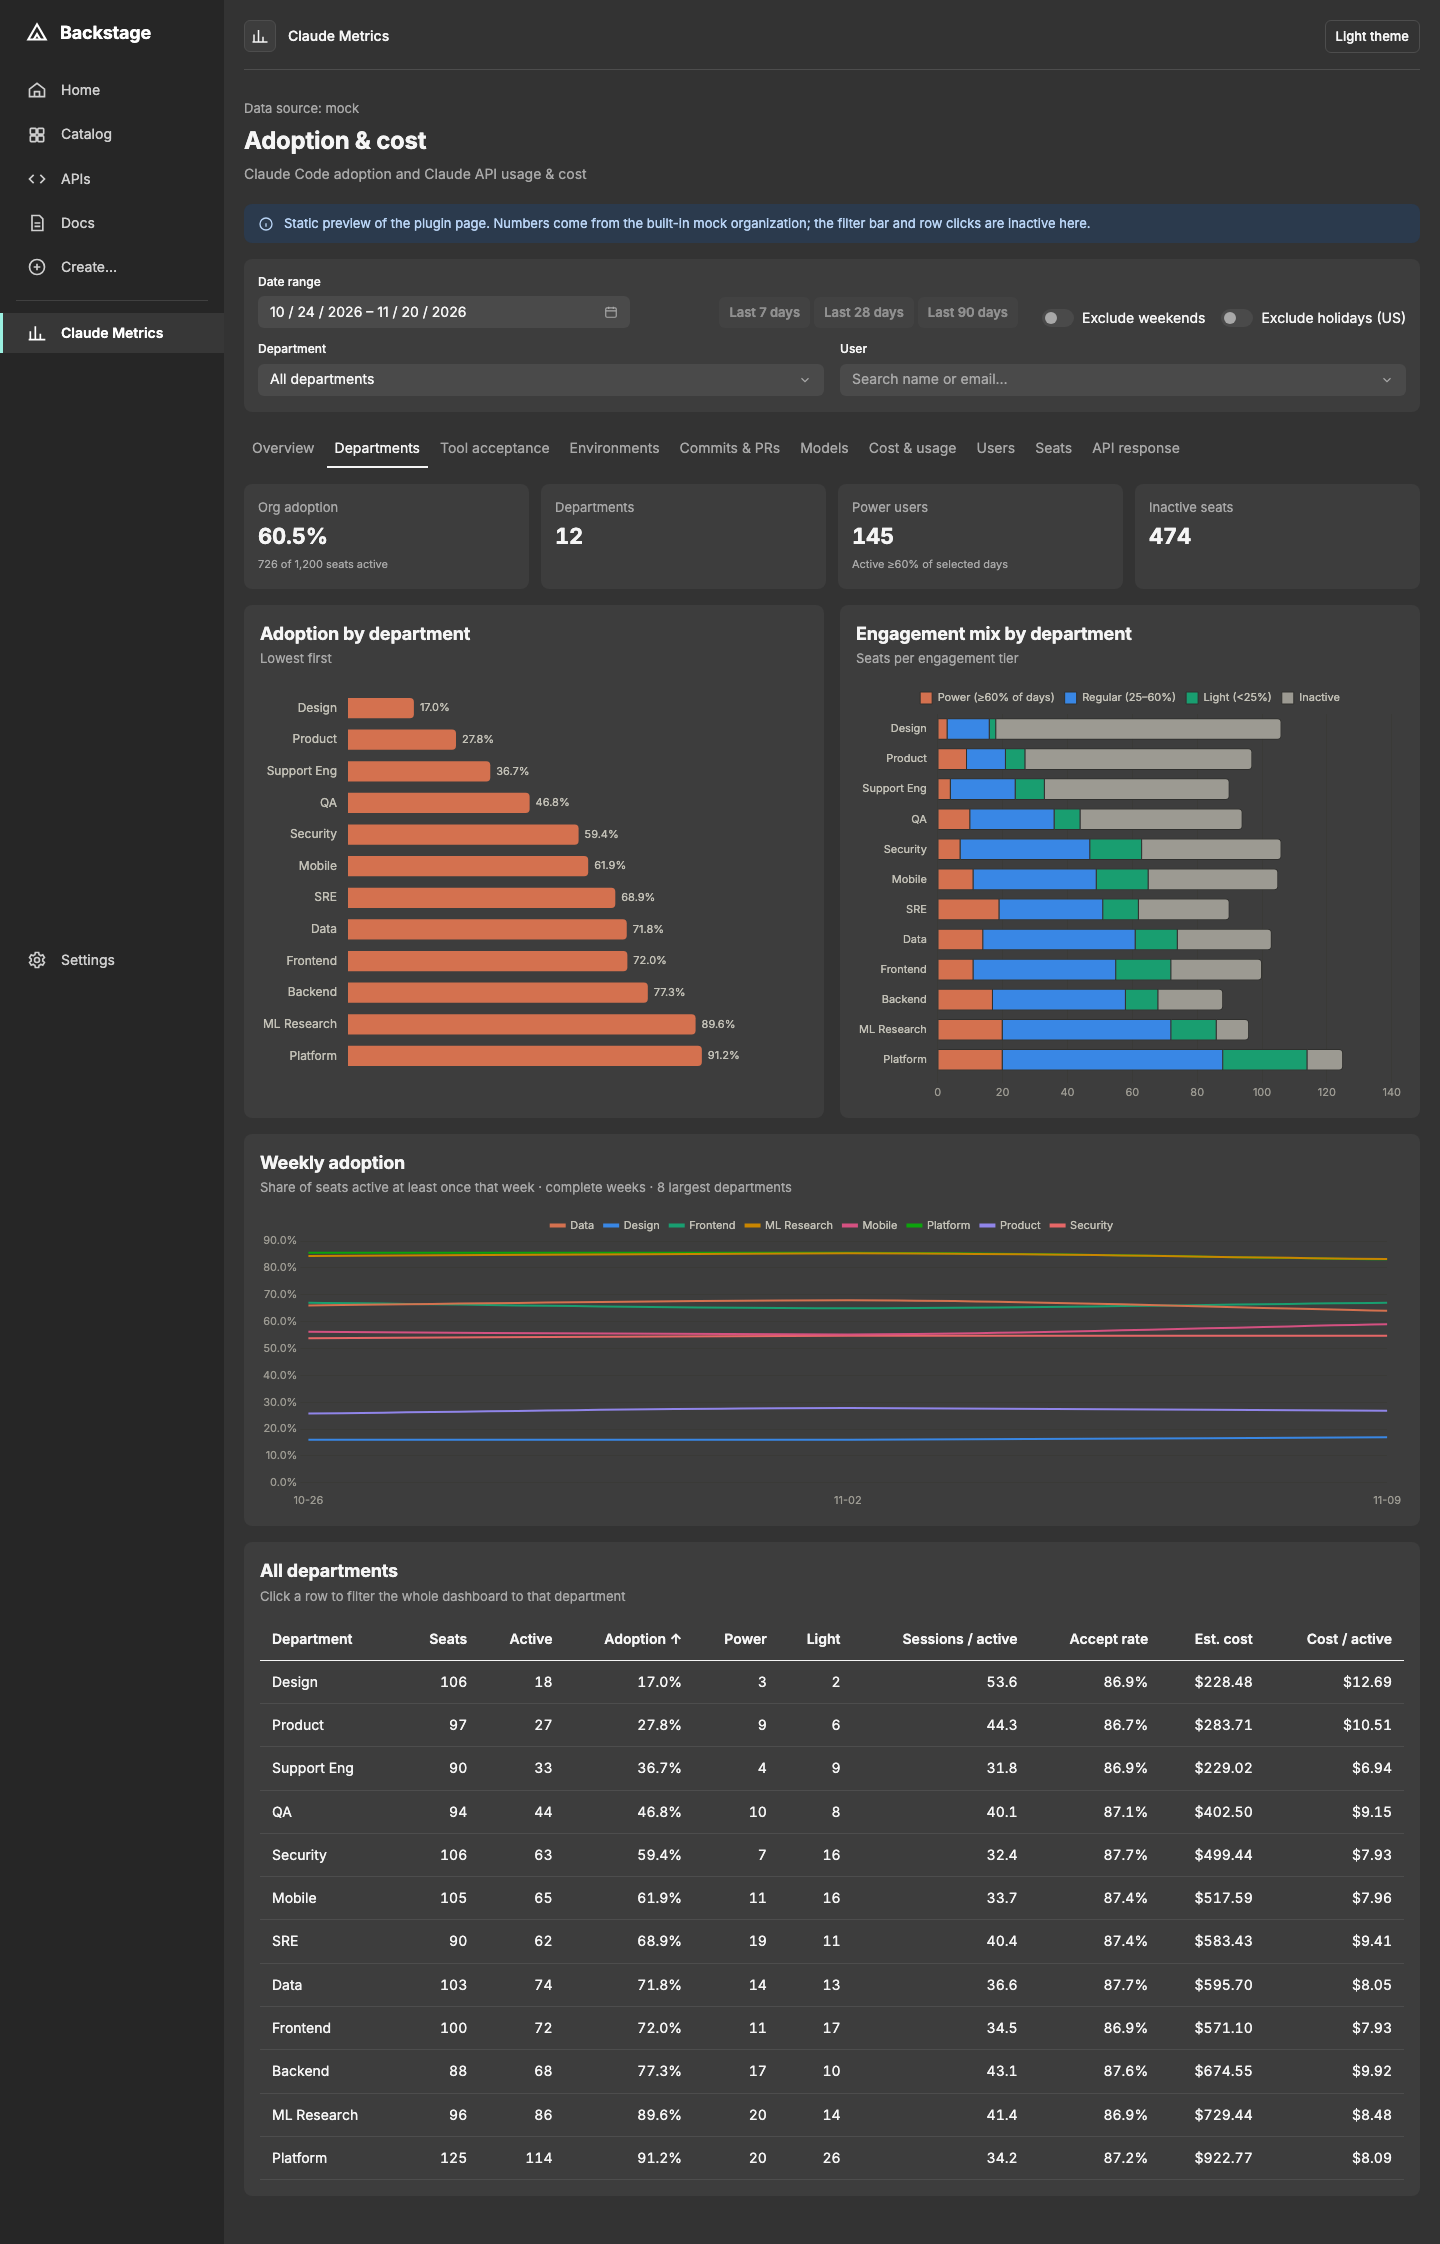 Backstage
Home
Catalog
APIs
Docs
Create...
Claude Metrics
Settings
Claude Metrics
Light theme
Data source: mock
Adoption & cost
Claude Code adoption and Claude API usage & cost
Static preview of the plugin page. Numbers come from the built-in mock organization; the filter bar and row clicks are inactive here.
Date range
10 / 24 / 2026 – 11 / 20 / 2026
Last 7 days Last 28 days Last 90 days
Exclude weekends Exclude holidays (US)
Department
All departments
User
Search name or email...
Overview Departments Tool acceptance Environments Commits & PRs Models Cost & usage Users Seats API response
Org adoption
60.5%
726 of 1,200 seats active
Departments
12
Power users
145
Active ≥60% of selected days
Inactive seats
474
Adoption by department
Lowest first
Design 17.0%
Product 27.8%
Support Eng 36.7%
QA 46.8%
Security 59.4%
Mobile 61.9%
SRE 68.9%
Data 71.8%
Frontend 72.0%
Backend 77.3%
ML Research 89.6%
Platform 91.2%
Engagement mix by department
Seats per engagement tier
Power (≥60% of days) Regular (25–60%) Light (<25%) Inactive
Design
Product
Support Eng
QA
Security
Mobile
SRE
Data
Frontend
Backend
ML Research
Platform
0 20 40 60 80 100 120 140
Weekly adoption
Share of seats active at least once that week · complete weeks · 8 largest departments
Data Design Frontend ML Research Mobile Platform Product Security
90.0%
80.0%
70.0%
60.0%
50.0%
40.0%
30.0%
20.0%
10.0%
0.0%
10-26 11-02 11-09
All departments
Click a row to filter the whole dashboard to that department
Department Seats Active Adoption ↑ Power Light Sessions / active Accept rate Est. cost Cost / active
Design 106 18 17.0% 3 2 53.6 86.9% $228.48 $12.69
Product 97 27 27.8% 9 6 44.3 86.7% $283.71 $10.51
Support Eng 90 33 36.7% 4 9 31.8 86.9% $229.02 $6.94
QA 94 44 46.8% 10 8 40.1 87.1% $402.50 $9.15
Security 106 63 59.4% 7 16 32.4 87.7% $499.44 $7.93
Mobile 105 65 61.9% 11 16 33.7 87.4% $517.59 $7.96
SRE 90 62 68.9% 19 11 40.4 87.4% $583.43 $9.41
Data 103 74 71.8% 14 13 36.6 87.7% $595.70 $8.05
Frontend 100 72 72.0% 11 17 34.5 86.9% $571.10 $7.93
Backend 88 68 77.3% 17 10 43.1 87.6% $674.55 $9.92
ML Research 96 86 89.6% 20 14 41.4 86.9% $729.44 $8.48
Platform 125 114 91.2% 20 26 34.2 87.2% $922.77 $8.09